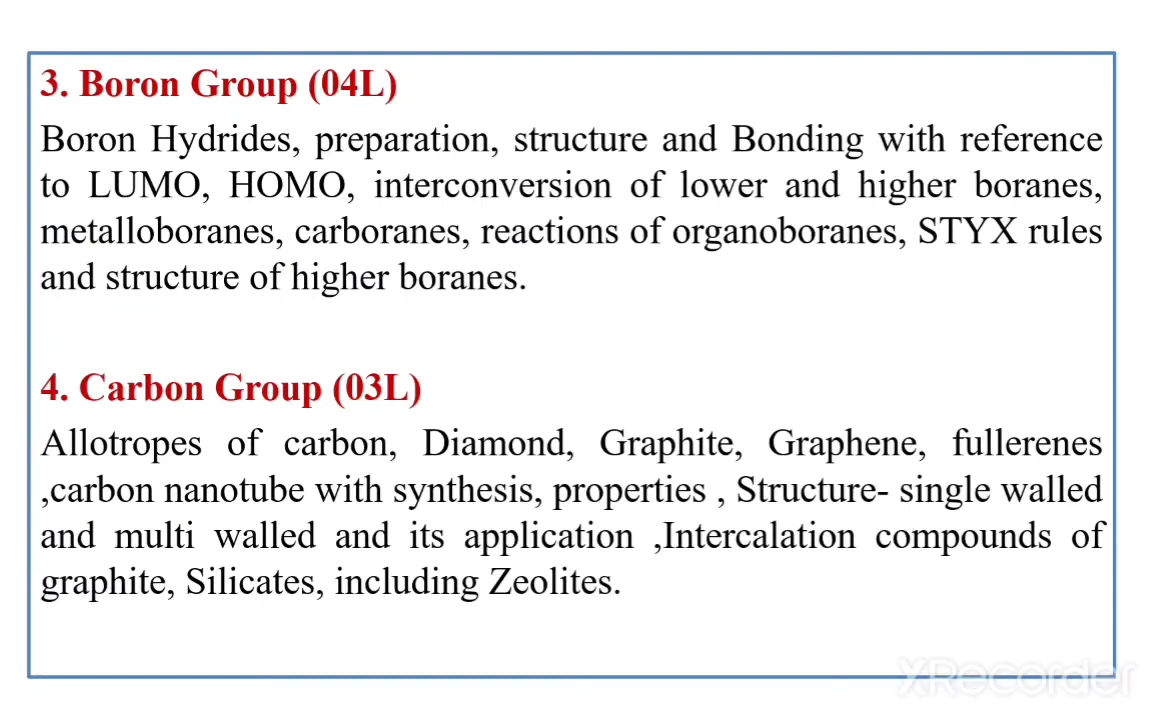 3. Boron Group (04L)
Boron Hydrides, preparation, structure and Bonding with reference
to LUMO, HOMO, interconversion of lower and higher boranes,
metalloboranes, carboranes, reactions of organoboranes, STYX rules
and structure of higher boranes.
4. Carbon Group (03L)
Allotropes of carbon, Diamond, Graphite, Graphene, fullerenes
,carbon nanotube with synthesis, properties , Structure- single walled
and multi walled and its application ,Intercalation compounds of
graphite, Silicates, including Zeolites.
XRecorder